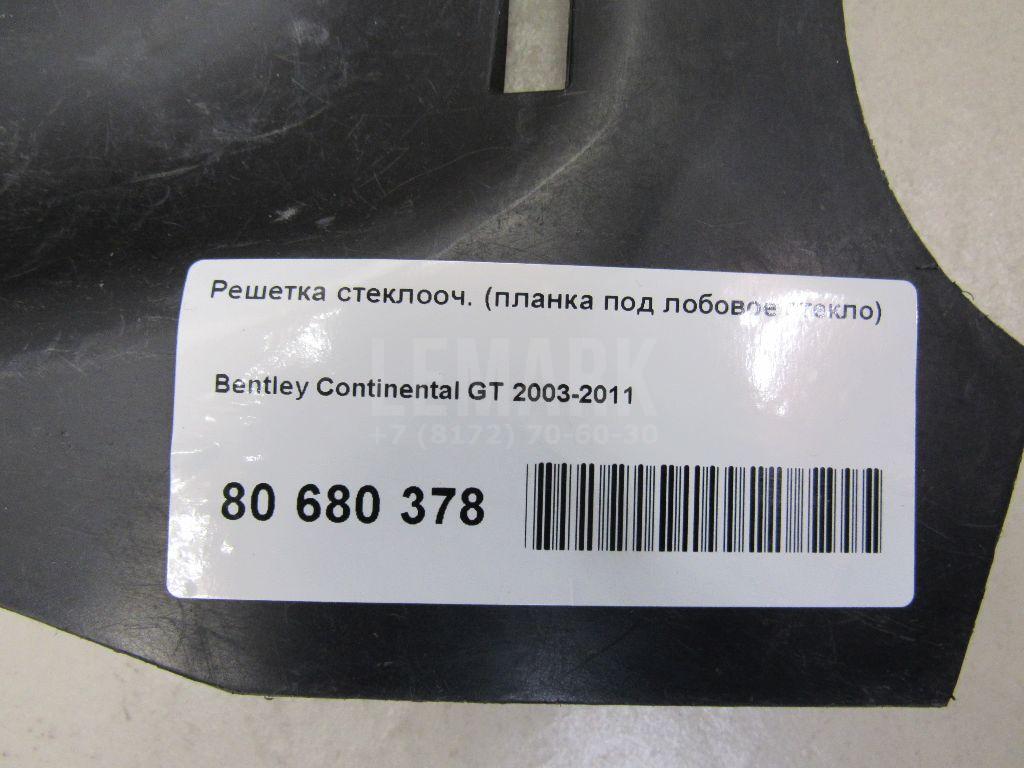 Решетка стеклооч. (планка под лобовое стекло)
Bentley Continental GT 2003-2011
LEMARK
+7 (8172) 70-60-30
80 680 378